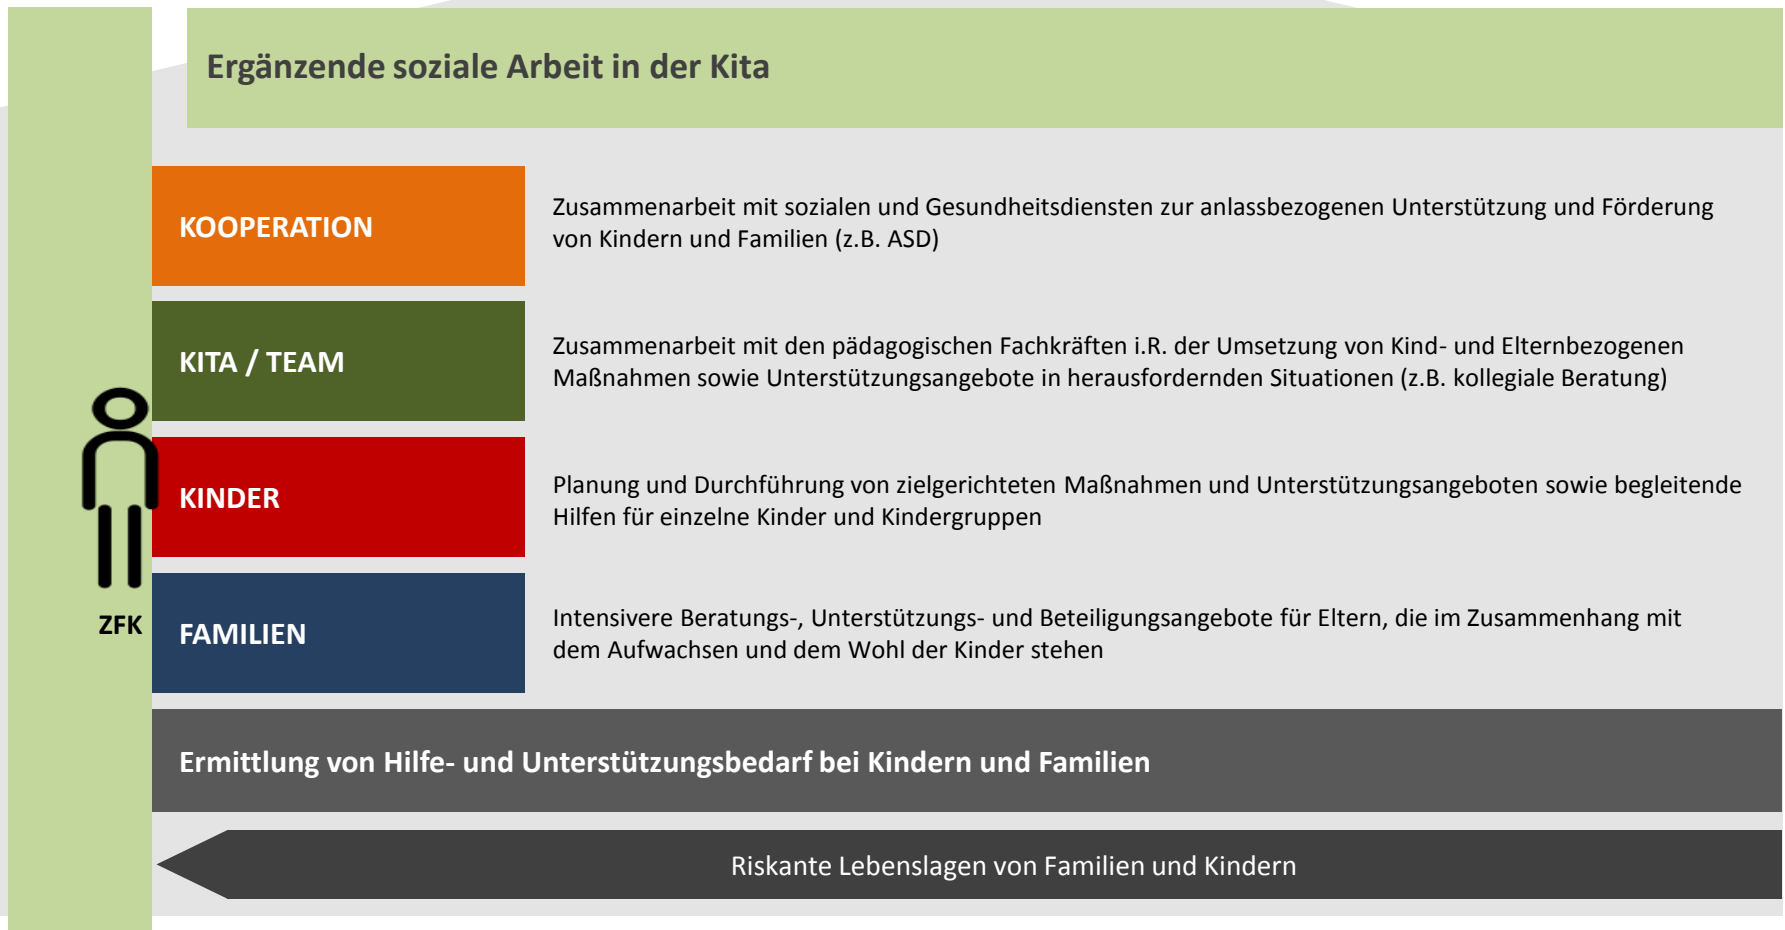 Ergänzende soziale Arbeit in der Kita
KOOPERATION
Zusammenarbeit mit sozialen und Gesundheitsdiensten zur anlassbezogenen Unterstützung und Förderung
von Kindern und Familien (z.B. ASD)
KITA / TEAM
Zusammenarbeit mit den pädagogischen Fachkräften i.R. der Umsetzung von Kind- und Elternbezogenen
Maßnahmen sowie Unterstützungsangebote in herausfordernden Situationen (z.B. kollegiale Beratung)
KINDER
Planung und Durchführung von zielgerichteten Maßnahmen und Unterstützungsangeboten sowie begleitende
Hilfen für einzelne Kinder und Kindergruppen
ZFK
FAMILIEN
Intensivere Beratungs-, Unterstützungs- und Beteiligungsangebote für Eltern, die im Zusammenhang mit
dem Aufwachsen und dem Wohl der Kinder stehen
Ermittlung von Hilfe- und Unterstützungsbedarf bei Kindern und Familien
Riskante Lebenslagen von Familien und Kindern